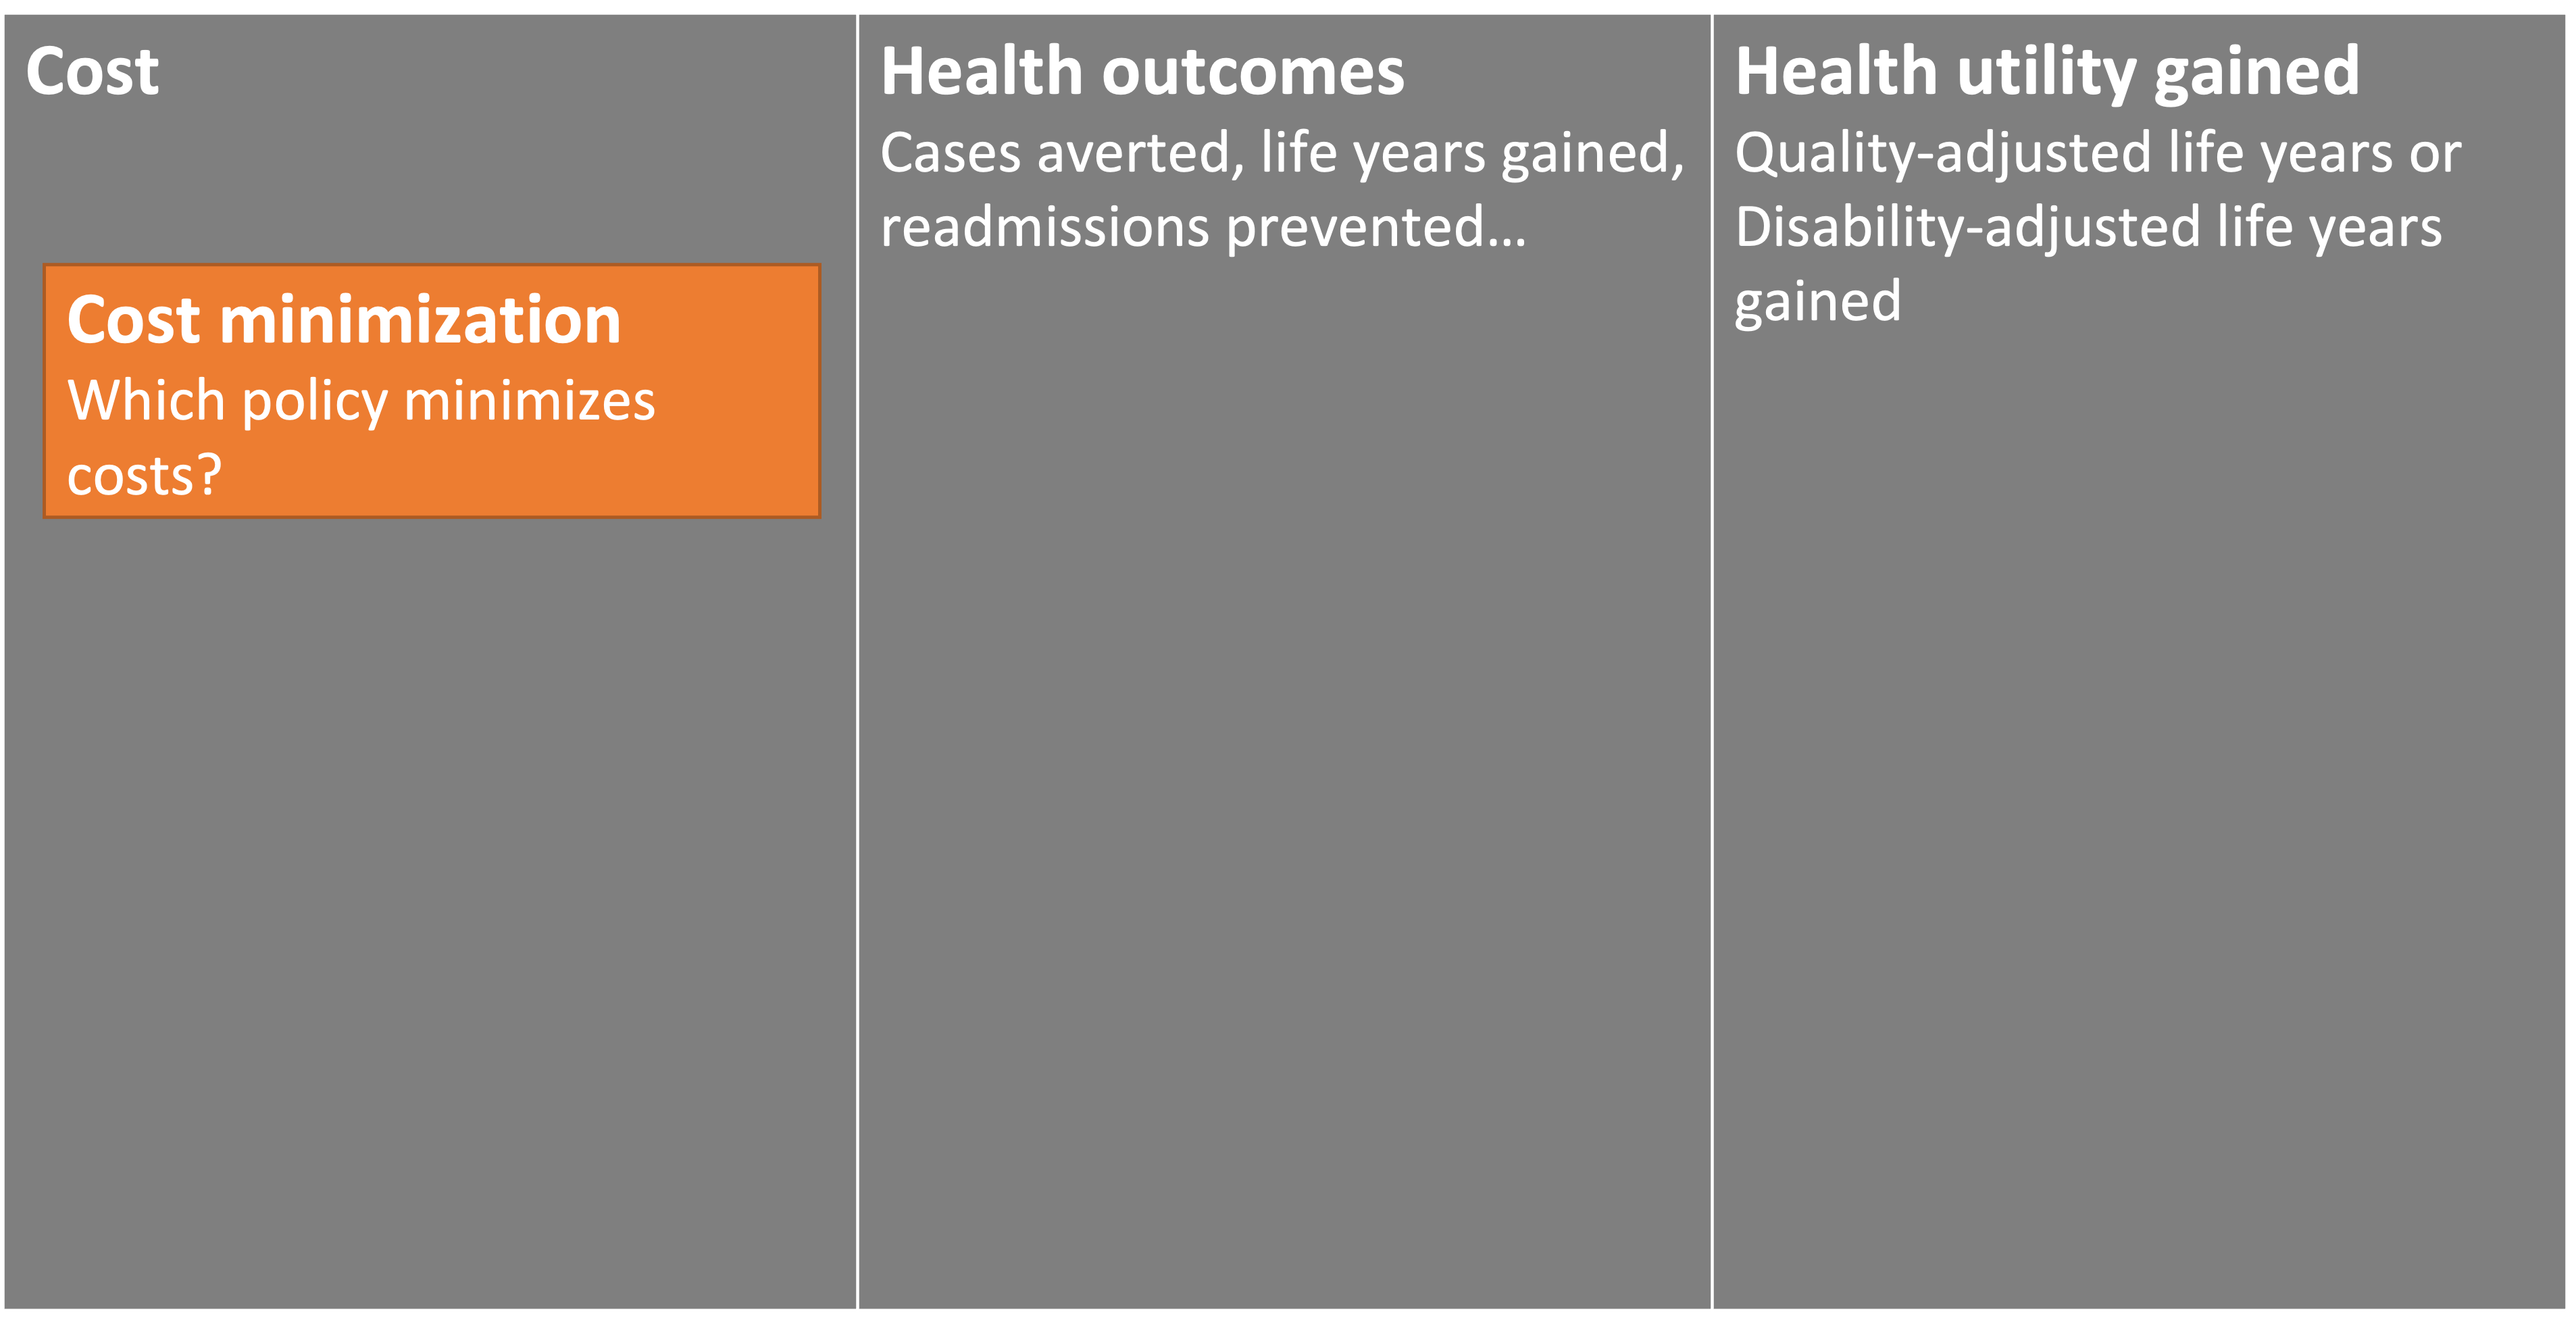 Cost
Cost minimization
Which policy minimizes
costs?
Health outcomes
Cases averted, life years gained,
readmissions prevented...
Health utility gained
Quality-adjusted life years or
Disability-adjusted life years
gained